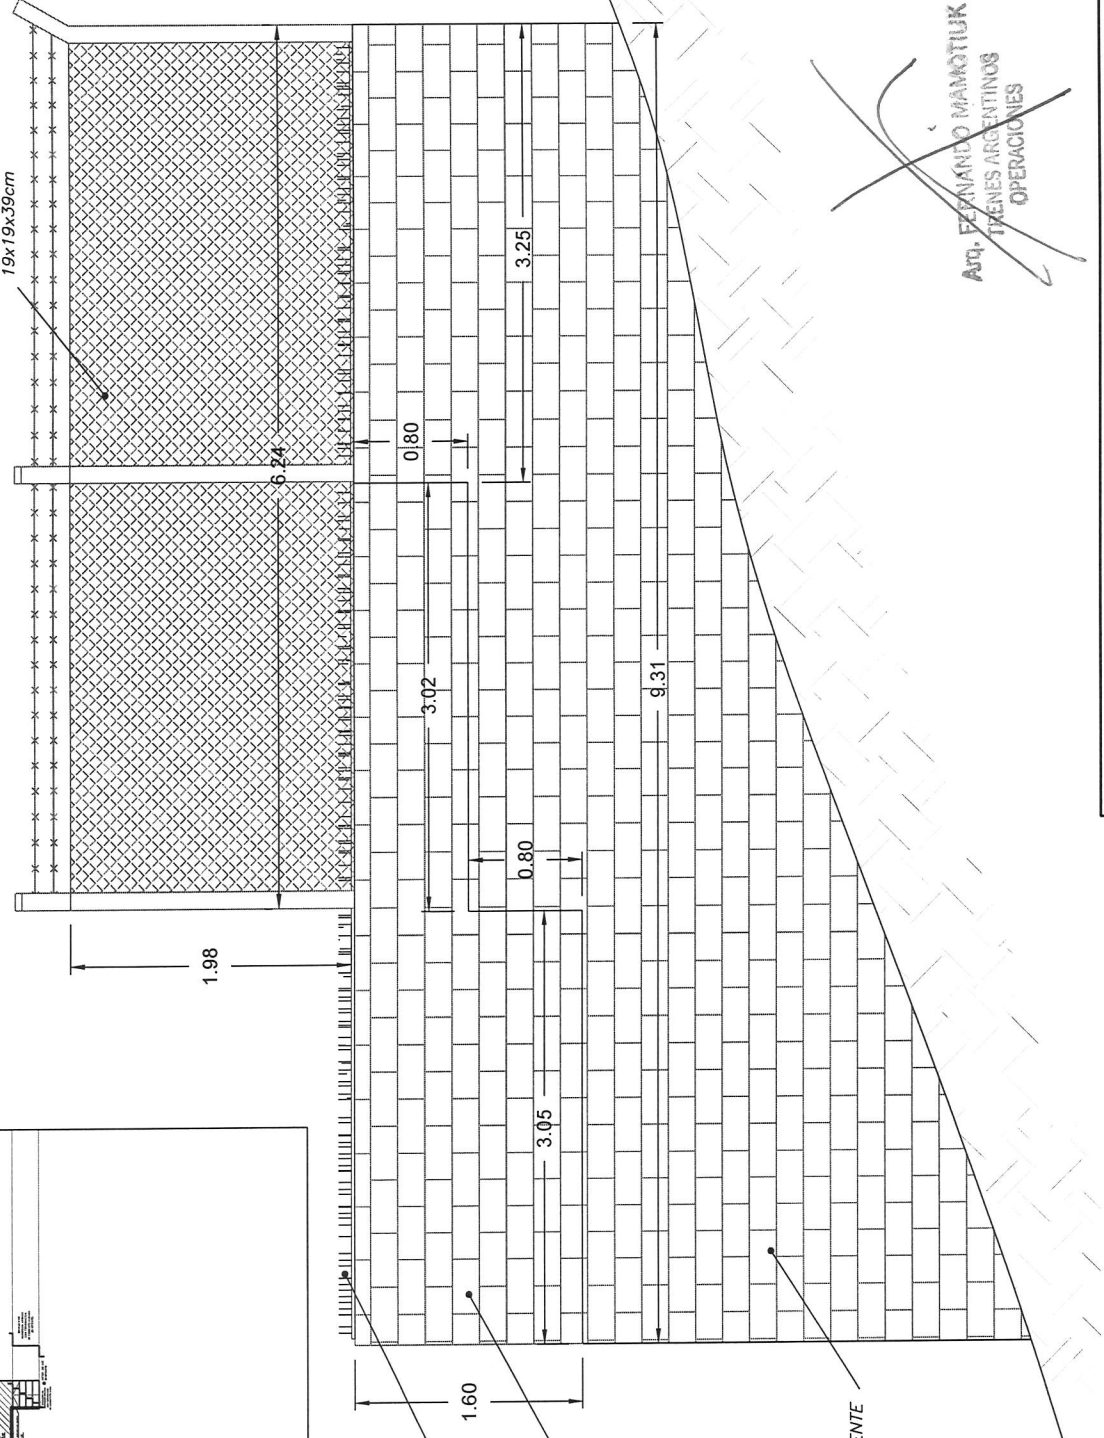 19x19x39cm
6.24
1.98
0.80
3.25
3.02
0.80
9.31
3.05
1.60
ENTE
Arq. FERNANDO MAMOTIUK
TRENES ARGENTINOS
OPERACIONES